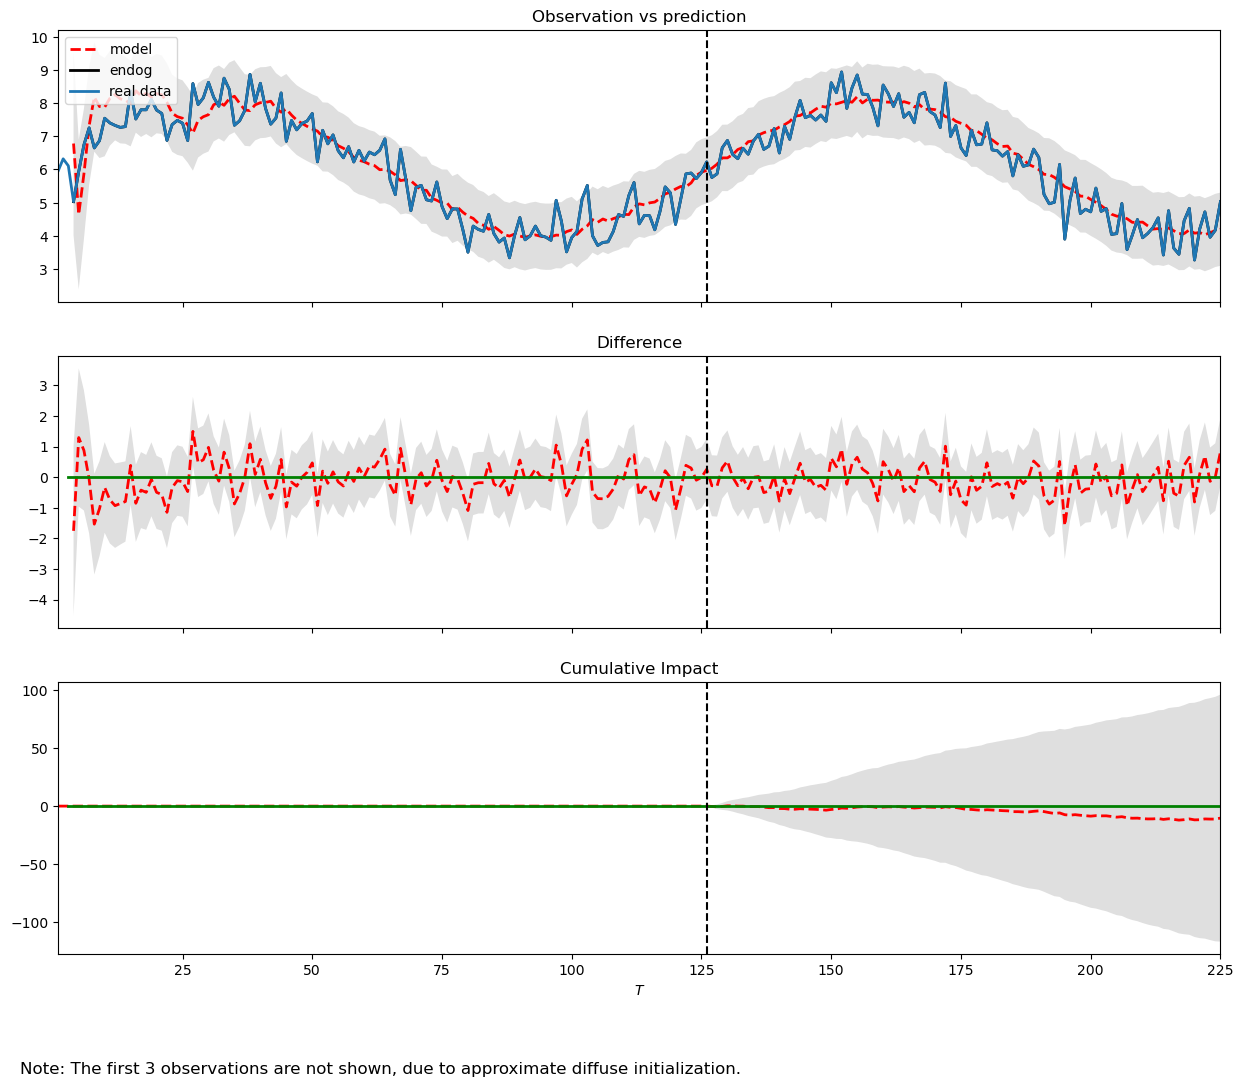 Observation vs prediction
10
9
8
7
6
5
4
3
model
endog
real data
Difference
3
2
1
0
−1
−2
−3
−4
Cumulative Impact
100
50
0
−50
−100
25 50 75 100 125 150 175 200 225
T
Note: The first 3 observations are not shown, due to approximate diffuse initialization.